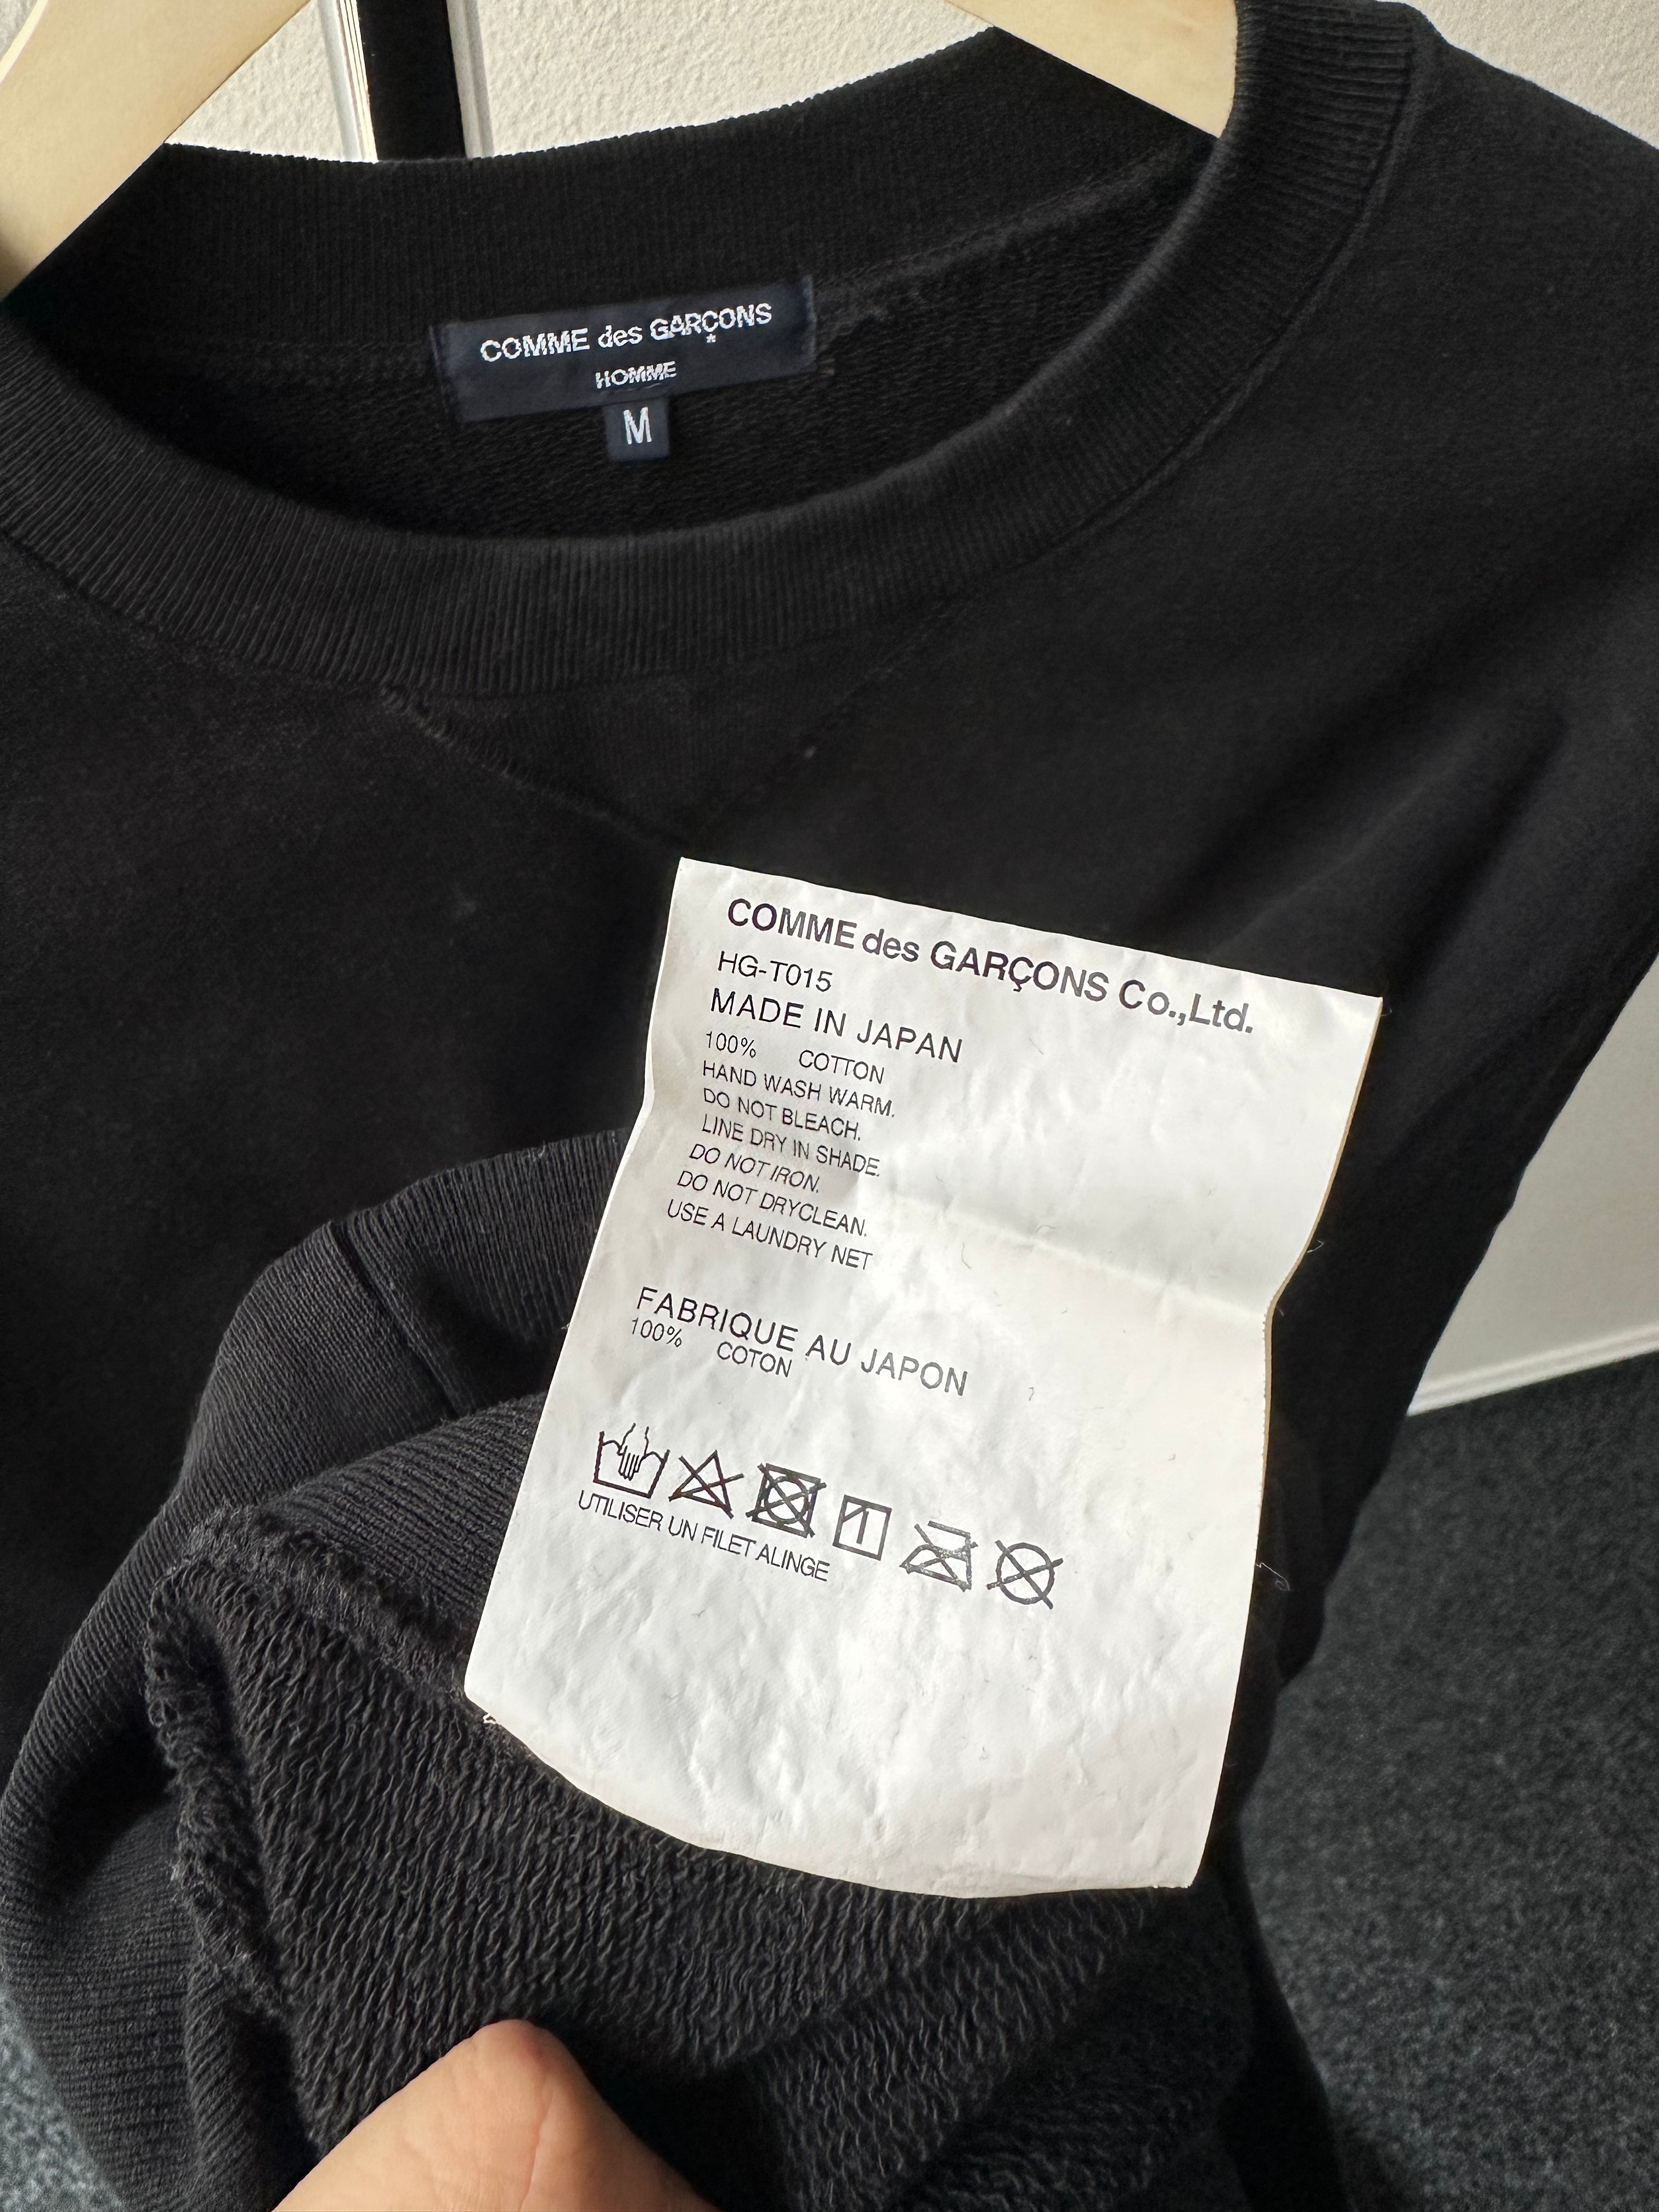 COMME des GARÇONS
HOMME
M
COMME des GARÇONS Co.,Ltd.
HG-T015
MADE IN JAPAN
100% COTTON
HAND WASH WARM.
DO NOT BLEACH.
LINE DRY IN SHADE.
DO NOT IRON.
DO NOT DRYCLEAN.
USE A LAUNDRY NET
FABRIQUE AU JAPON
100% COTON
UTILISER UN FILET ALINGE